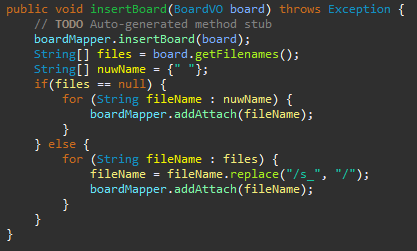 public void insertBoard(BoardVO board) throws Exception {
// TODO Auto-generated method stub
boardMapper.insertBoard(board);
String[] files = board.getFilenames();
String[] nuwName = {" "};
if(files == null) {
for (String fileName : nuwName) {
boardMapper.addAttach(fileName);
}
} else {
for (String fileName : files) {
fileName = fileName.replace("/s_", "/");
boardMapper.addAttach(fileName);
}
}
}